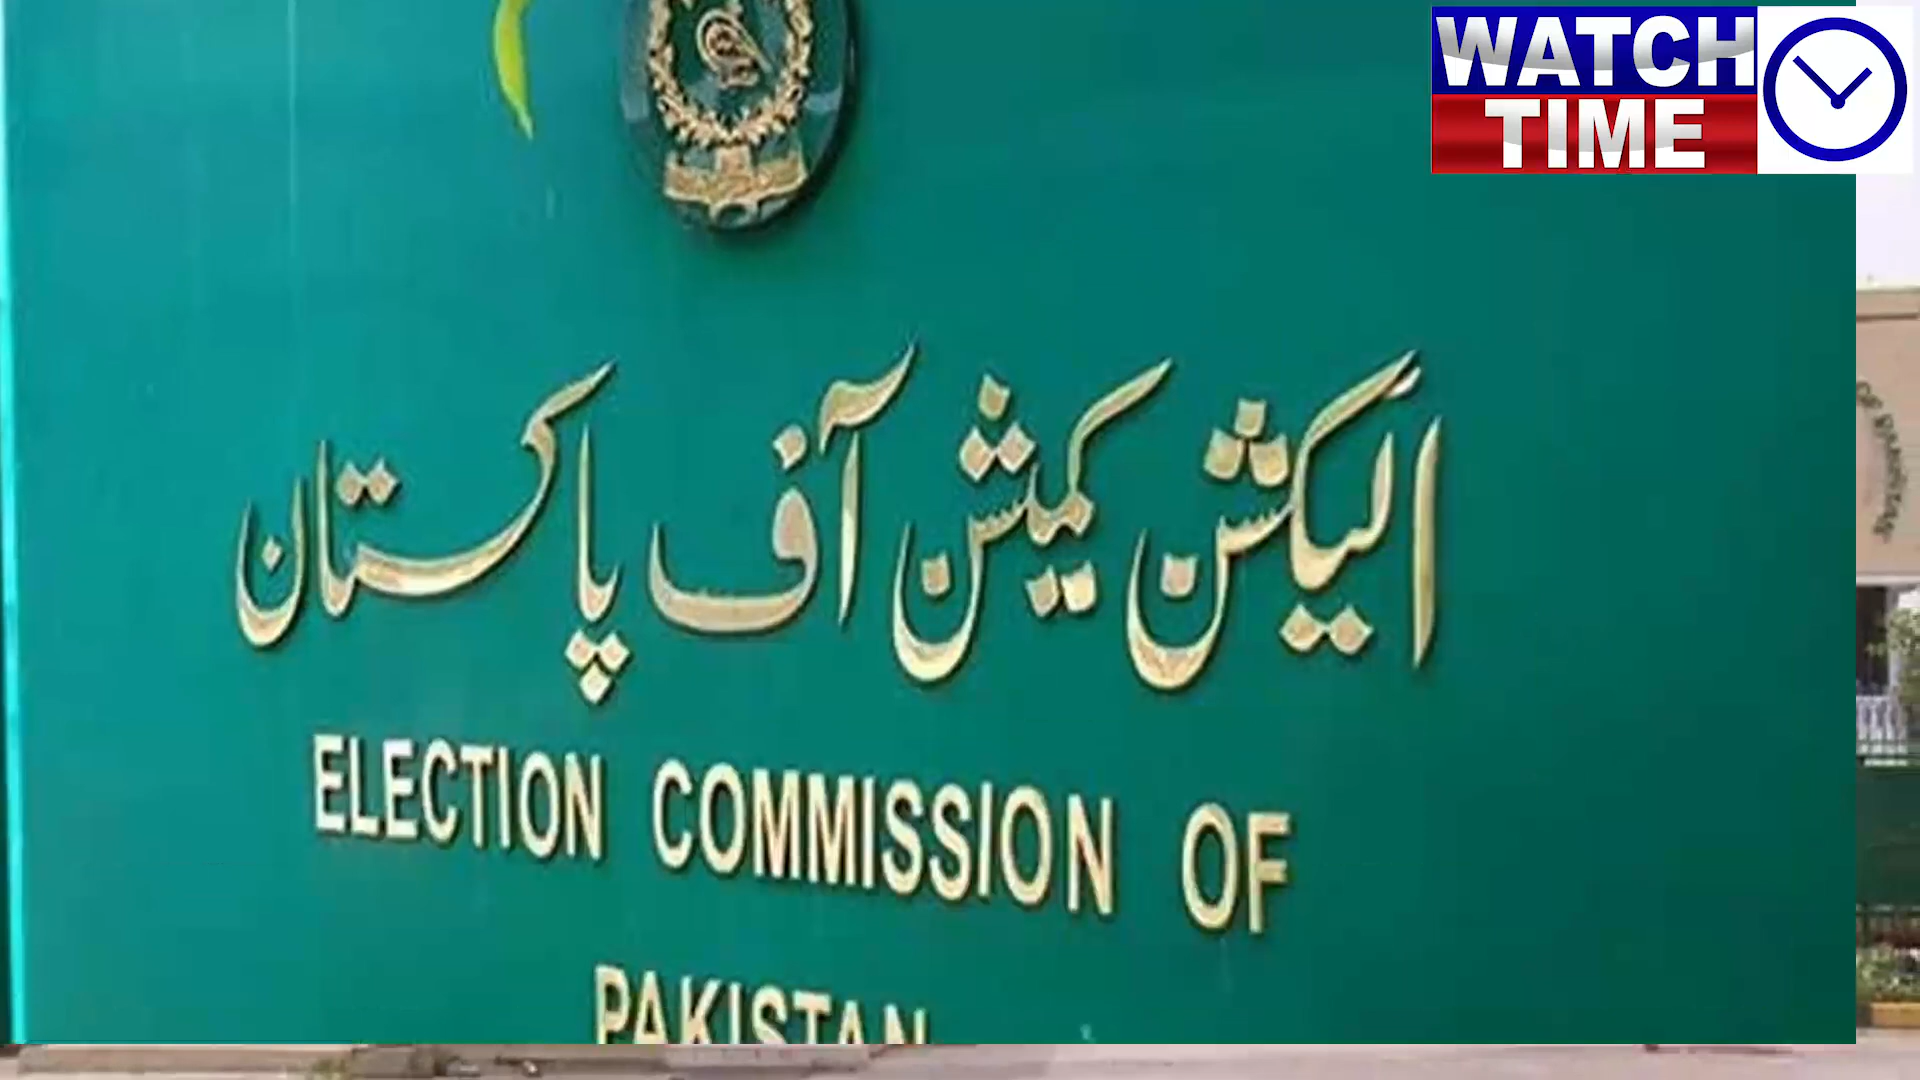 WATCH
TIME
الیکشن کمیشن آف پاکستان
ELECTION COMMISSION OF
PAKISTAN